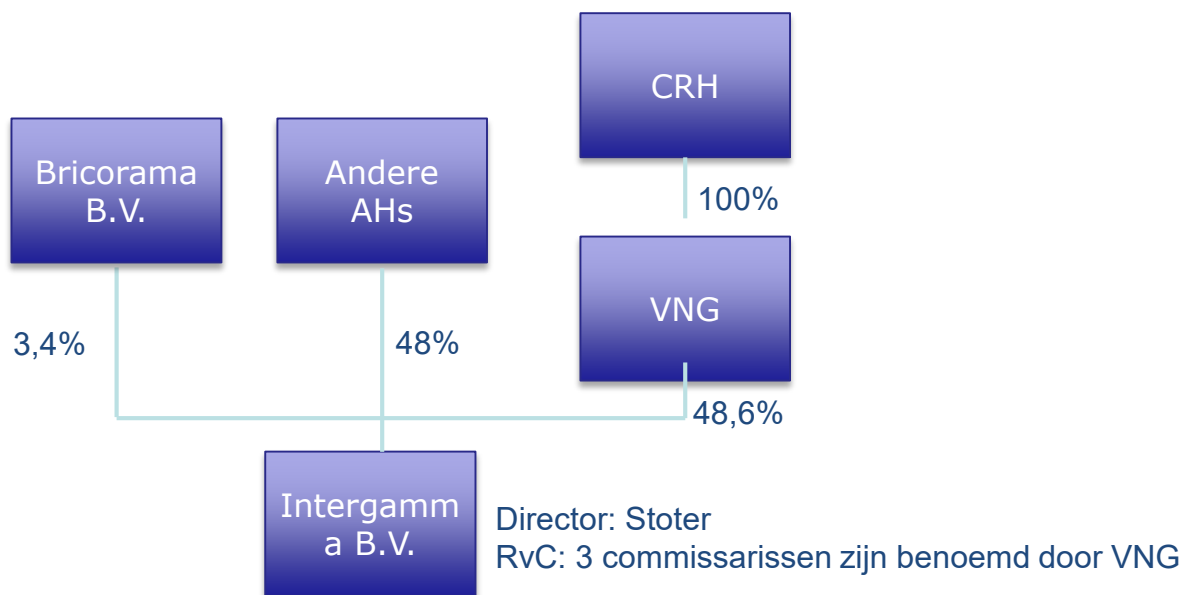 CRH
Bricorama
B.V.
Andere
AHs
100%
VNG
3,4%
48%
48,6%
Intergamm
a B.V.
Director: Stoter
RvC: 3 commissarissen zijn benoemd door VNG